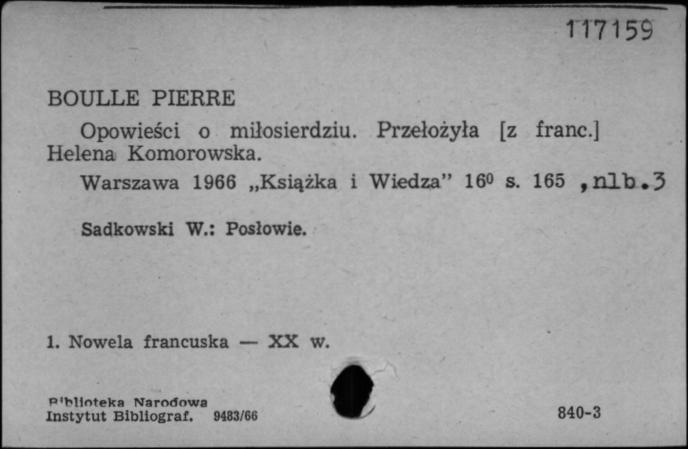 117159
BOULLE PIERRE
Opowieści o miłosierdziu. Przełożyła [z franc.]
Helena Komorowska.
Warszawa 1966 „Książka i Wiedza” 16⁰ s. 165 , nlb.3
Sadkowski W.: Posłowie.
1. Nowela francuska — XX w.
Biblioteka Narodowa
Instytut Bibliograf. 9483/66
840-3